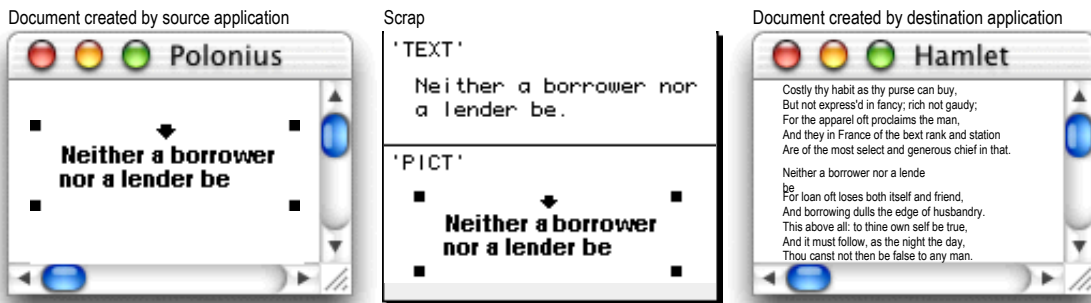 Document created by source application
Polonius
Neither a borrower
nor a lender be
Scrap
'TEXT'
Neither a borrower nor
a lender be.
'PICT'
Neither a borrower
nor a lender be
Document created by destination application
Hamlet
Costly thy habit as thy purse can buy,
But not express'd in fancy; rich not gaudy;
For the apparel oft proclaims the man,
And they in France of the bext rank and station
Are of the most select and generous chief in that.
Neither a borrower nor a lende
be
For loan oft loses both itself and friend,
And borrowing dulls the edge of husbandry.
This above all: to thine own self be true,
And it must follow, as the night the day,
Thou canst not then be false to any man.